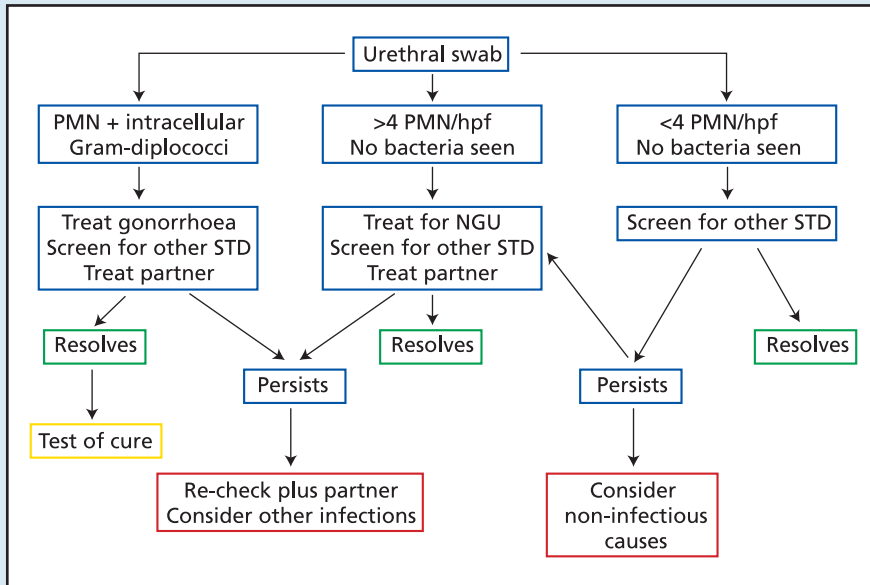 Urethral swab
PMN + intracellular
Gram-diplococci
>4 PMN/hpf
No bacteria seen
<4 PMN/hpf
No bacteria seen
Treat gonorrhoea
Screen for other STD
Treat partner
Treat for NGU
Screen for other STD
Treat partner
Screen for other STD
Resolves
Resolves
Resolves
Persists
Persists
Test of cure
Re-check plus partner
Consider other infections
Consider
non-infectious
causes